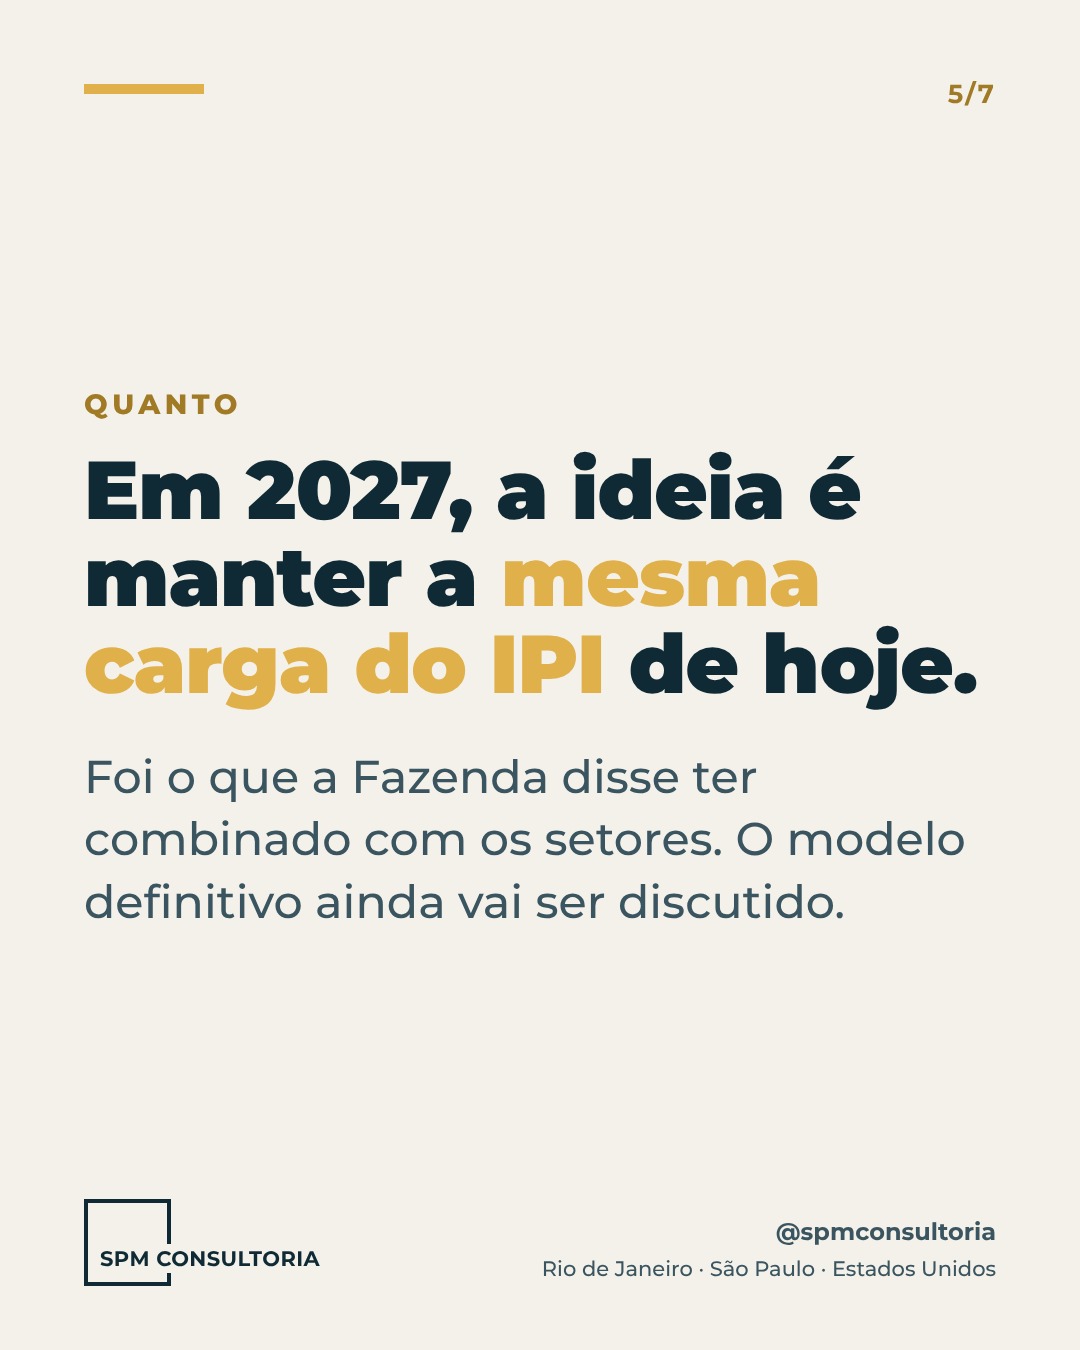 5/7
QUANTO
Em 2027, a ideia é
manter a mesma
carga do IPI de hoje.
Foi o que a Fazenda disse ter
combinado com os setores. O modelo
definitivo ainda vai ser discutido.
SPM CONSULTORIA
@spmconsultoria
Rio de Janeiro · São Paulo · Estados Unidos